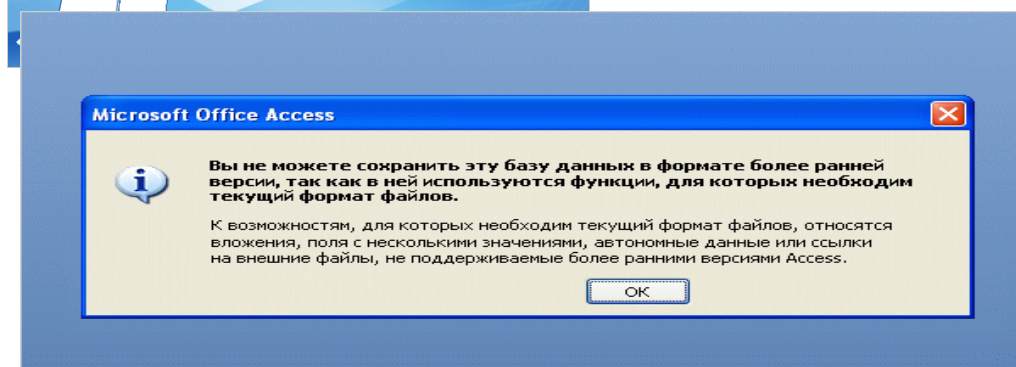 Microsoft Office Access
Вы не можете сохранить эту базу данных в формате более ранней
версии, так как в ней используются функции, для которых необходим
текущий формат файлов.
К возможностям, для которых необходим текущий формат файлов, относятся
вложения, поля с несколькими значениями, автономные данные или ссылки
на внешние файлы, не поддерживаемые более ранними версиями Access.
ОК